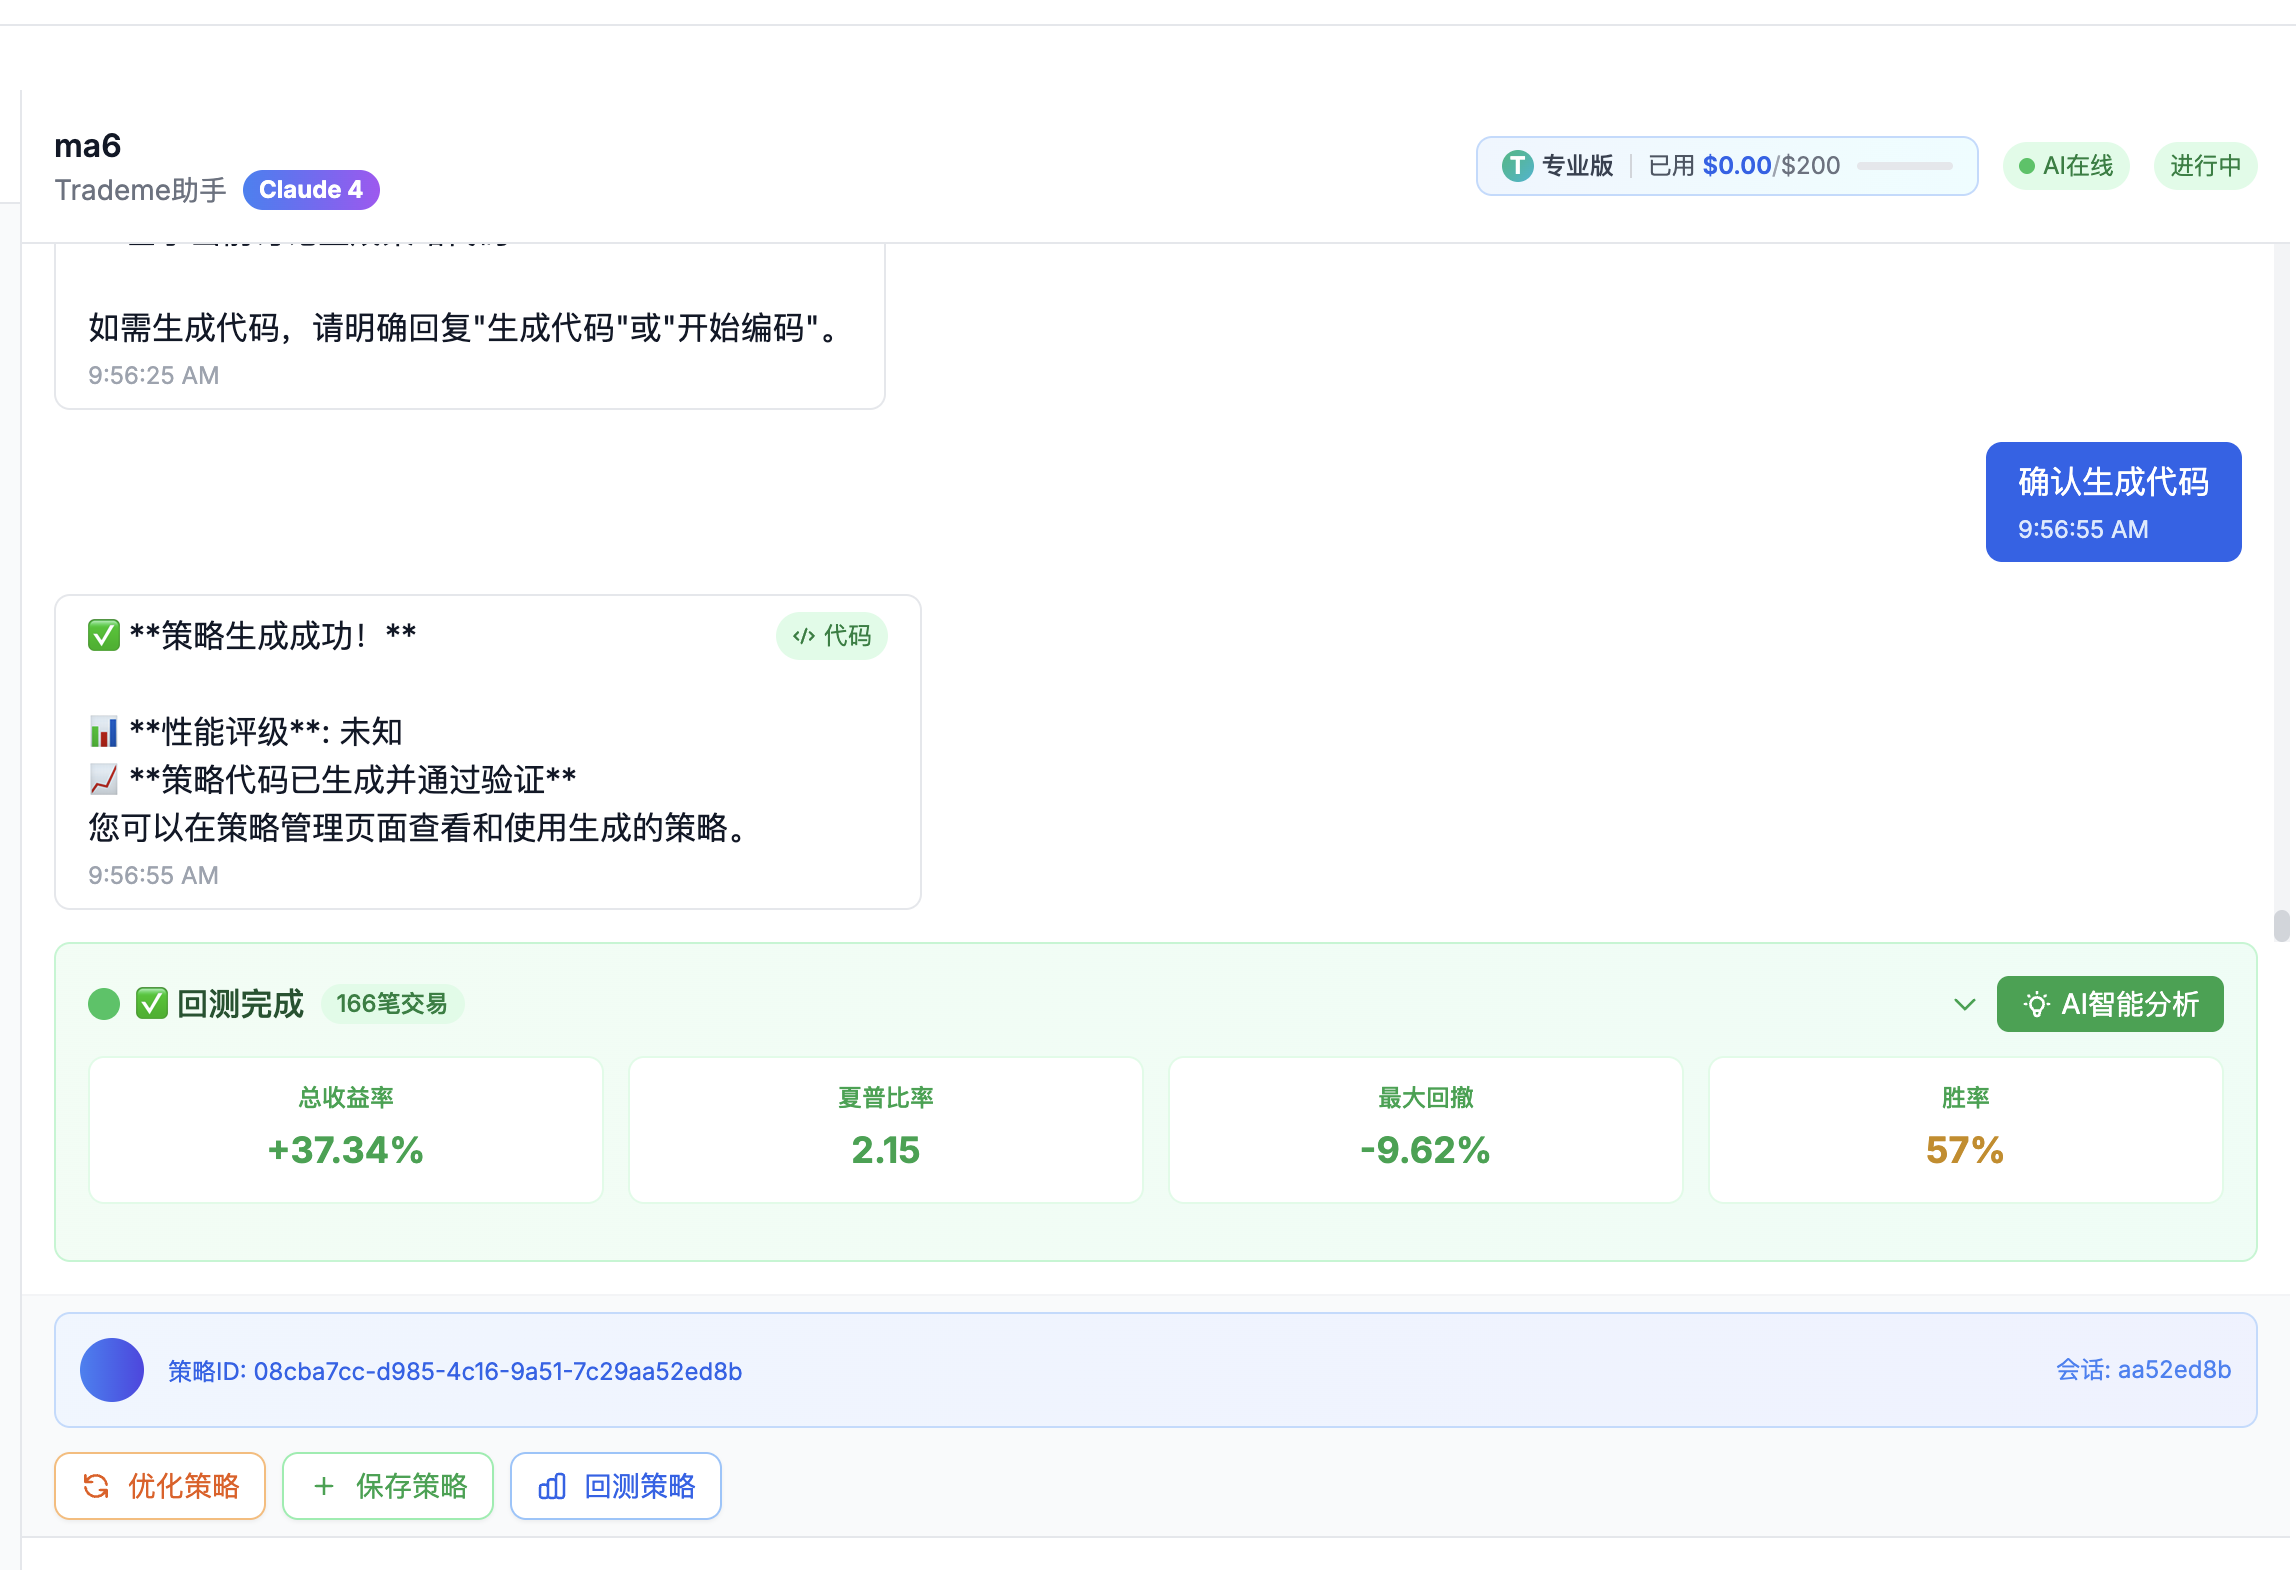 ma6
Trademe助手 Claude 4
T 专业版 已用 $0.00/$200
AI在线
进行中
如需生成代码，请明确回复"生成代码"或"开始编码"。
9:56:25 AM
确认生成代码
9:56:55 AM
✅ **策略生成成功！**
</> 代码
📊 **性能评级**: 未知
📈 **策略代码已生成并通过验证**
您可以在策略管理页面查看和使用生成的策略。
9:56:55 AM
✅ 回测完成 166笔交易
AI智能分析
总收益率
+37.34%
夏普比率
2.15
最大回撤
-9.62%
胜率
57%
策略ID: 08cba7cc-d985-4c16-9a51-7c29aa52ed8b
会话: aa52ed8b
优化策略
+ 保存策略
回测策略